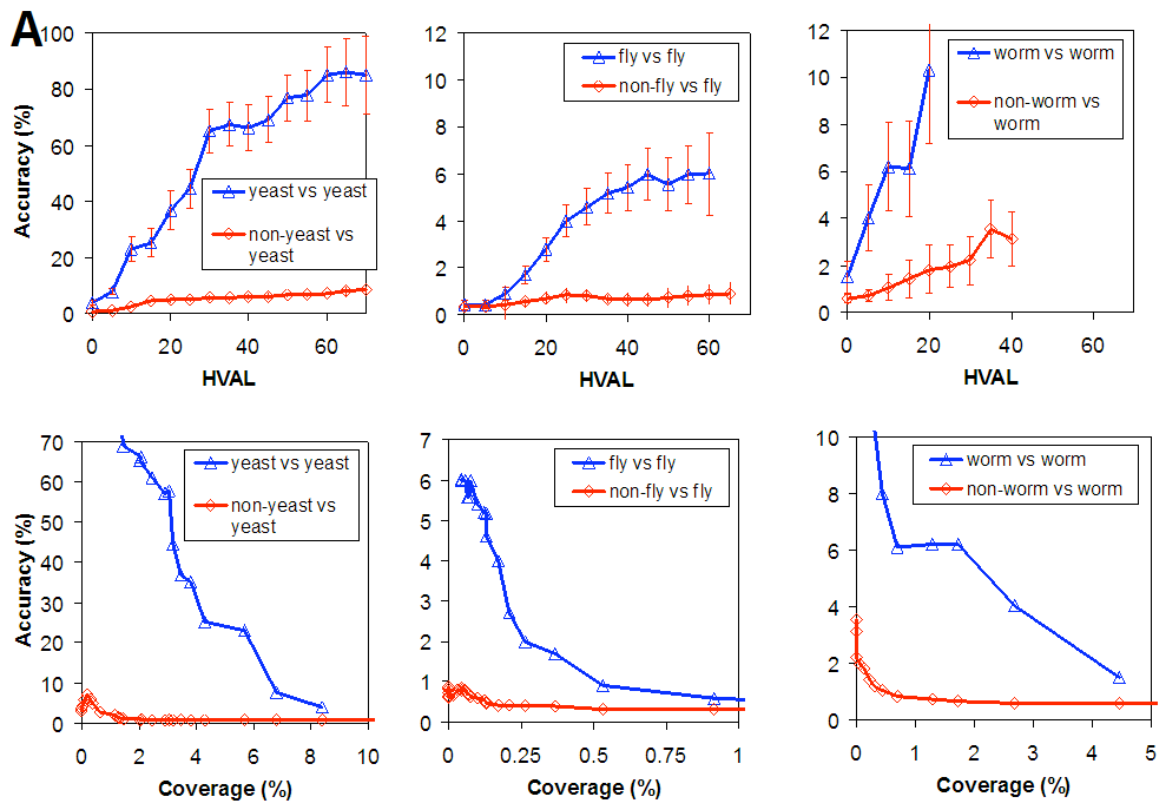 A
Accuracy (%)
100
80
60
40
20
0
yeast vs yeast
non-yeast vs
yeast
0 20 40 60
HVAL
12
10
8
6
4
2
0
fly vs fly
non-fly vs fly
0 20 40 60
HVAL
12
10
8
6
4
2
0
worm vs worm
non-worm vs
worm
0 20 40 60
HVAL
Accuracy (%)
70
60
50
40
30
20
10
0
yeast vs yeast
non-yeast vs
yeast
0 2 4 6 8 10
Coverage (%)
7
6
5
4
3
2
1
0
fly vs fly
non-fly vs fly
0 0.25 0.5 0.75 1
Coverage (%)
10
8
6
4
2
0
worm vs worm
non-worm vs worm
0 1 2 3 4 5
Coverage (%)